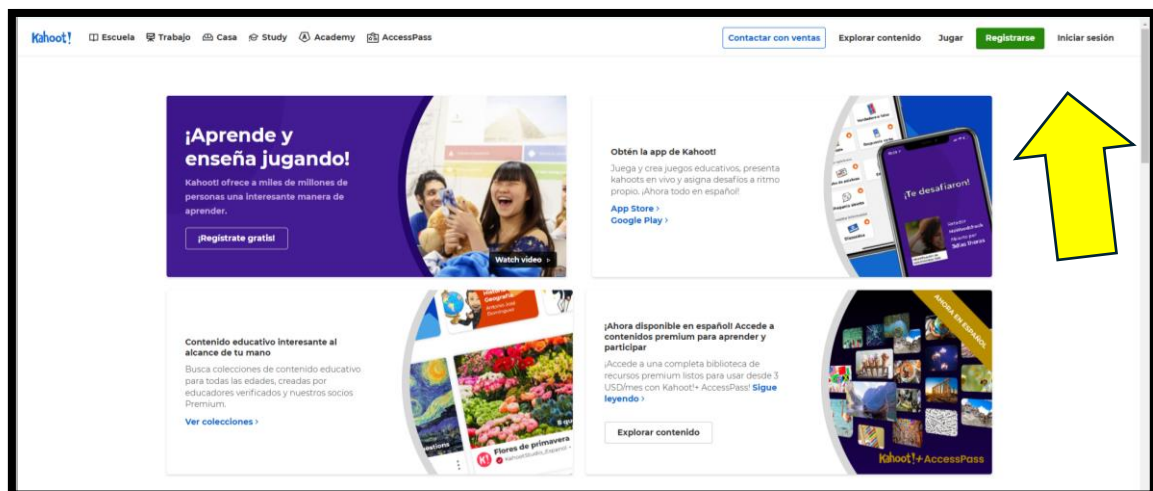 Kahoot! Escuela Trabajo Casa Study Academy AccessPass Contactar con ventas Explorar contenido Jugar Registrarse Iniciar sesión
¡Aprende y
enseña jugando!
Kahoot! ofrece a miles de millones de
personas una interesante manera de
aprender.
¡Regístrate gratis!
Watch video
Obtén la app de Kahoot!
Juega y crea juegos educativos, presenta
kahoots en vivo y asigna desafíos a ritmo
propio. ¡Ahora todo en español!
App Store >
Google Play >
¡Te desafiaron!
Contenido educativo interesante al
alcance de tu mano
Busca colecciones de contenido educativo
para todas las edades, creadas por
educadores verificados y nuestros socios
Premium.
Ver colecciones >
Geografía
Flores de primavera
¡Ahora disponible en español! Accede a
contenidos premium para aprender y
participar
¡Accede a una completa biblioteca de
recursos premium listos para usar desde 3
USD/mes con Kahoot!+ AccessPass! Sigue
leyendo >
Explorar contenido
AHORA EN ESPAÑOL
Kahoot!+AccessPass